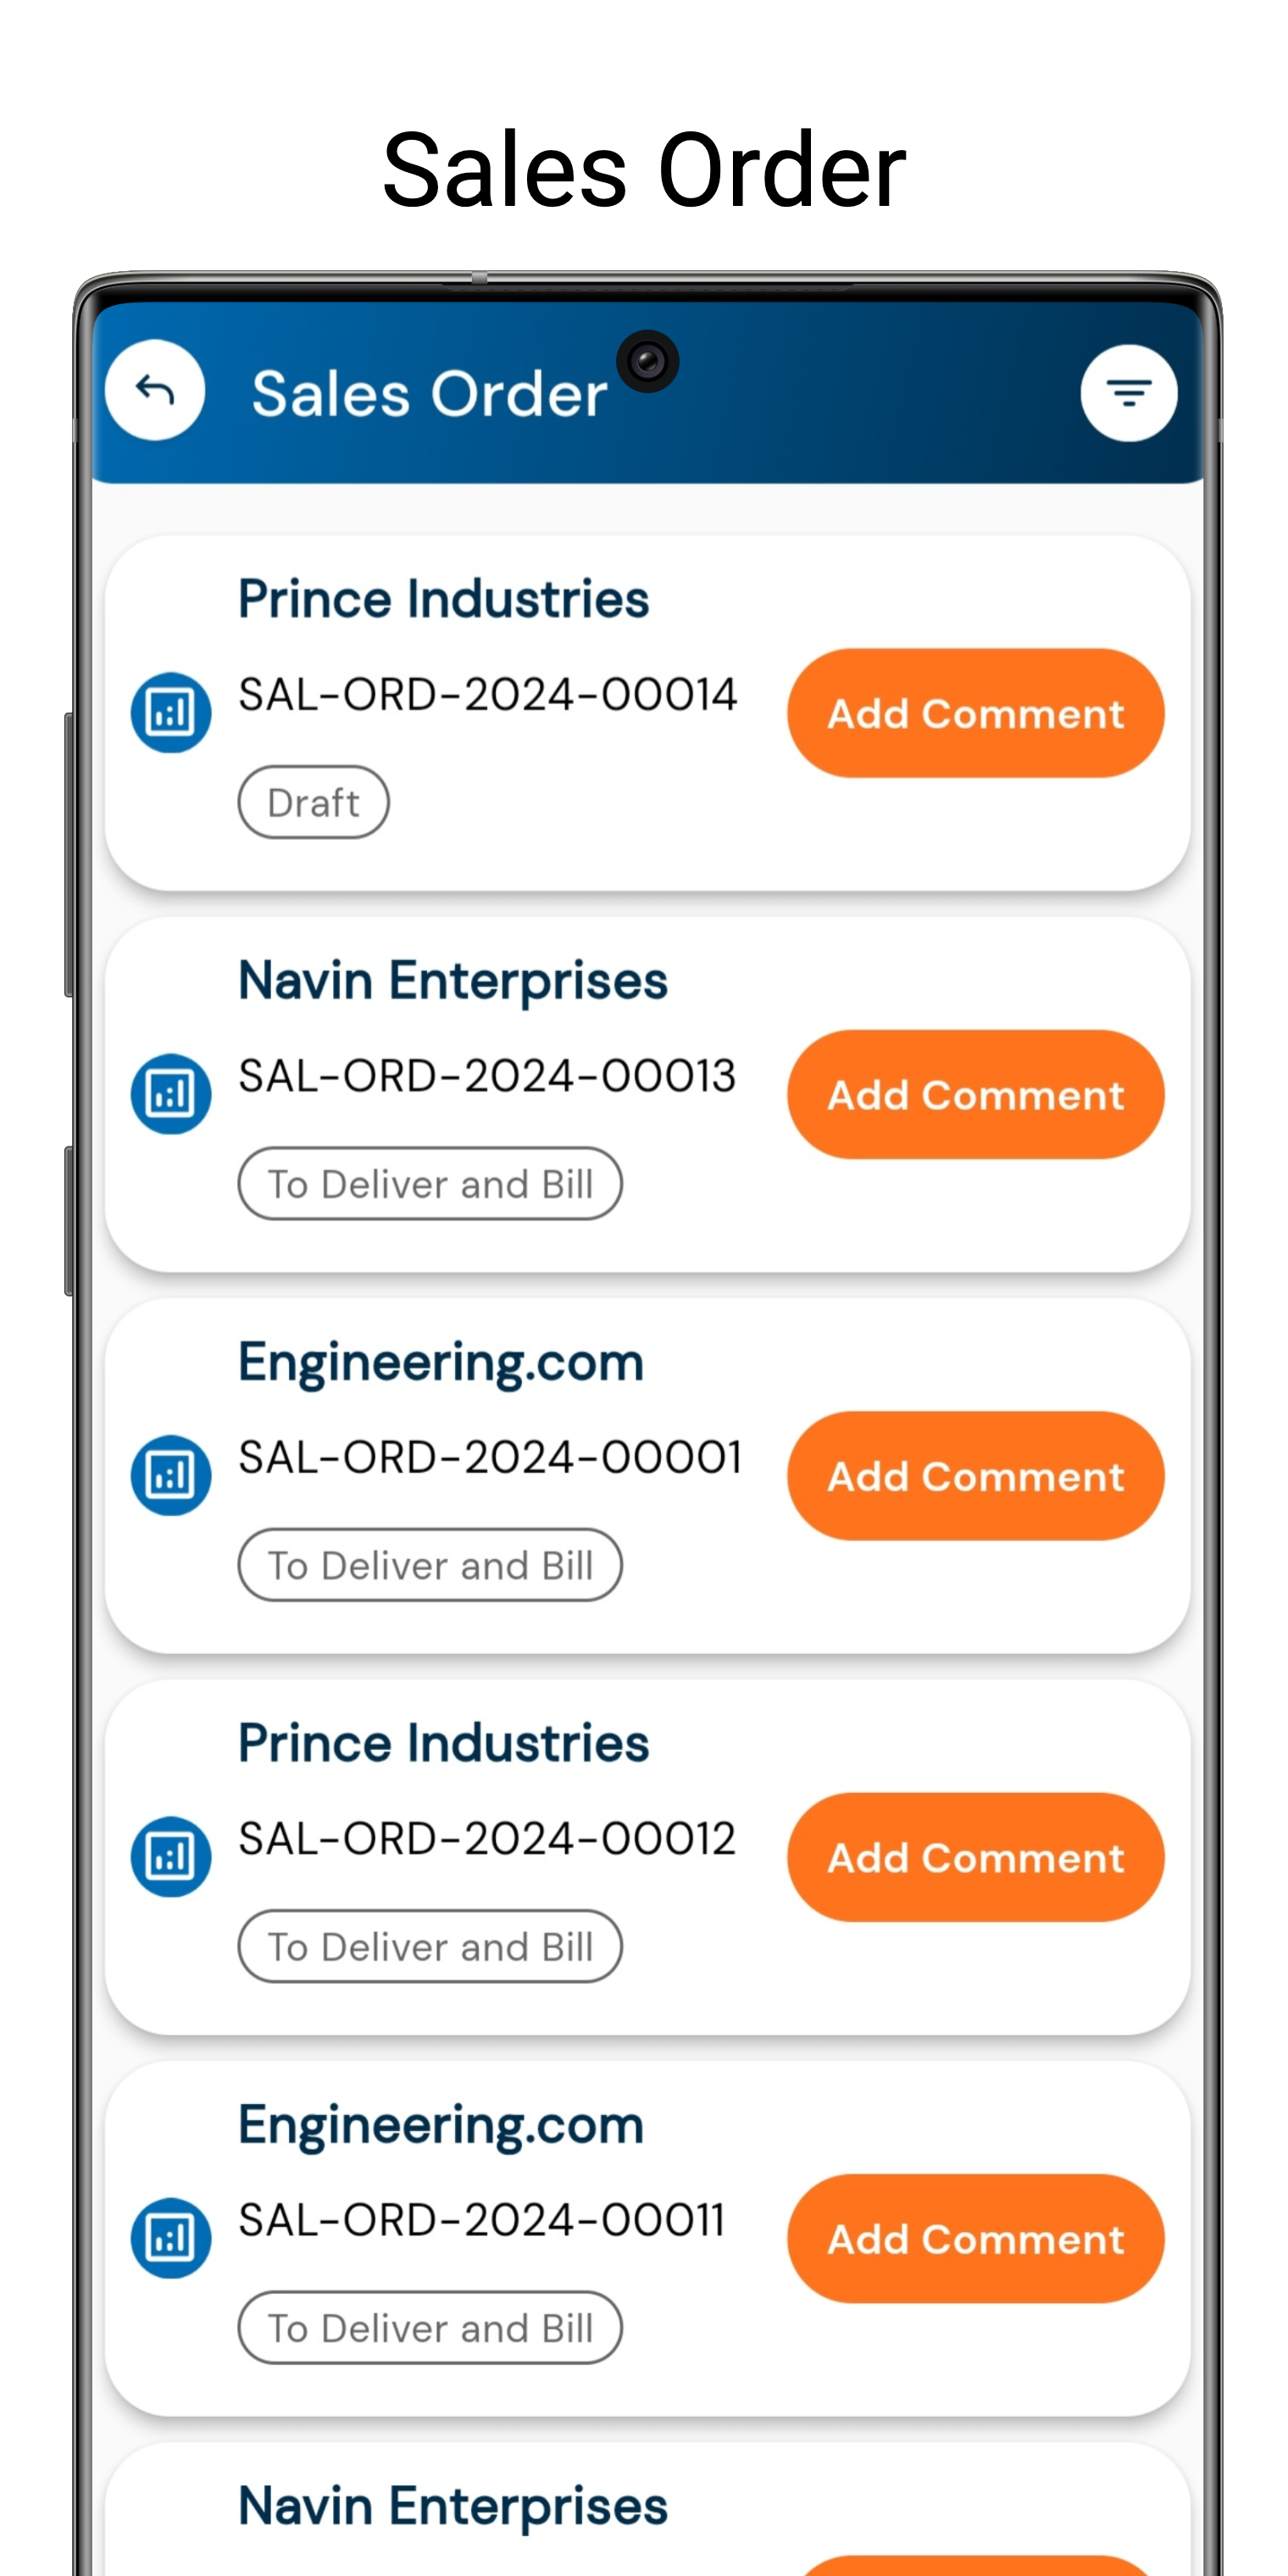 Sales Order
Sales Order
Prince Industries
SAL-ORD-2024-00014
Add Comment
Draft
Navin Enterprises
SAL-ORD-2024-00013
Add Comment
To Deliver and Bill
Engineering.com
SAL-ORD-2024-00001
Add Comment
To Deliver and Bill
Prince Industries
SAL-ORD-2024-00012
Add Comment
To Deliver and Bill
Engineering.com
SAL-ORD-2024-00011
Add Comment
To Deliver and Bill
Navin Enterprises